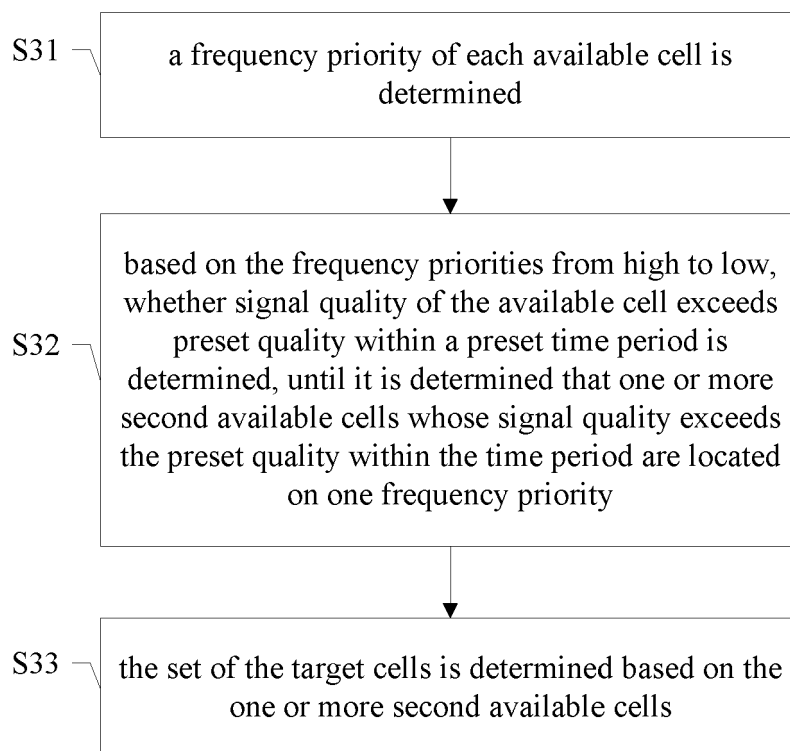 S31
a frequency priority of each available cell is
determined
S32
based on the frequency priorities from high to low,
whether signal quality of the available cell exceeds
preset quality within a preset time period is
determined, until it is determined that one or more
second available cells whose signal quality exceeds
the preset quality within the time period are located
on one frequency priority
S33
the set of the target cells is determined based on the
one or more second available cells